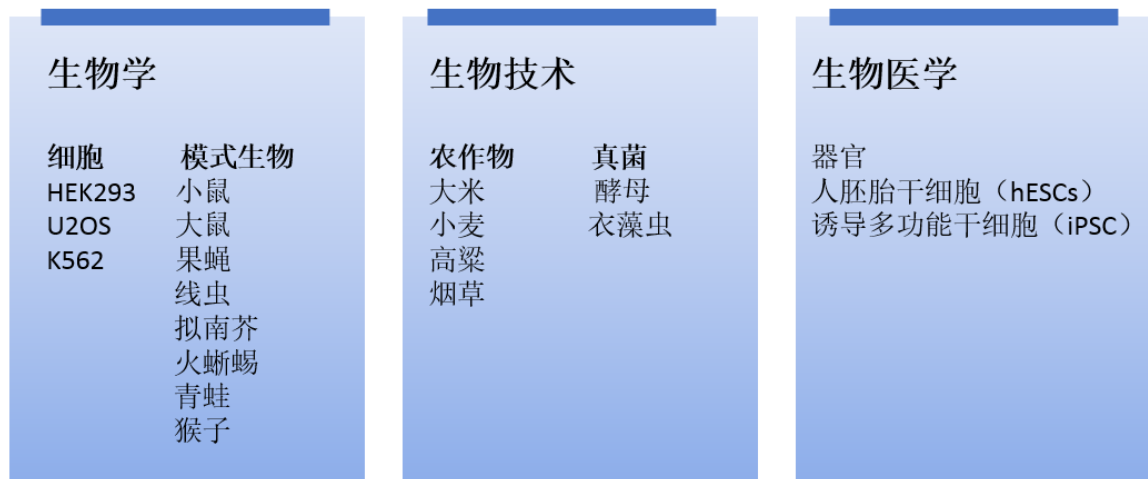 生物学
细胞 模式生物
HEK293 小鼠
U2OS 大鼠
K562 果蝇
线虫
拟南芥
火蜥蜴
青蛙
猴子
生物技术
农作物 真菌
大米 酵母
小麦 衣藻虫
高粱
烟草
生物医学
器官
人胚胎干细胞（hESCs）
诱导多功能干细胞（iPSC）